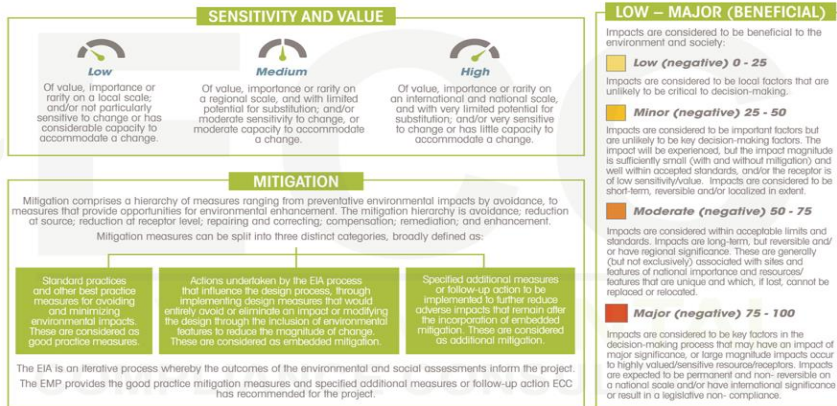 SENSITIVITY AND VALUE
Low
Of value, importance or
rarity on a local scale;
and/or not particularly
sensitive to change or has
considerable capacity to
accommodate a change.
Medium
Of value, importance or rarity on
a regional scale, and with limited
potential for substitution; and/or
moderate sensitivity to change, or
moderate capacity to accommodate
a change.
High
Of value, importance or rarity on
an international and national scale,
and with very limited potential for
substitution; and/or very sensitive
to change or has little capacity to
accommodate a change.
MITIGATION
Mitigation comprises a hierarchy of measures ranging from preventative environmental impacts by avoidance, to
measures that provide opportunities for environmental enhancement. The mitigation hierarchy is avoidance; reduction
at source; reduction at receptor level; repairing and correcting; compensation; remediation; and enhancement.
Mitigation measures can be split into three distinct categories, broadly defined as:
Standard practices
and other best practice
measures for avoiding
and minimizing
environmental impacts.
These are considered as
good practice measures.
Actions undertaken by the EIA process
that influence the design process, through
implementing design measures that would
entirely avoid or eliminate an impact or modifying
the design through the inclusion of environmental
features to reduce the magnitude of change.
These are considered as embedded mitigation.
Specified additional measures
or follow-up action to be
implemented to further reduce
adverse impacts that remain after
the incorporation of embedded
mitigation. These are considered
as additional mitigation.
The EIA is an iterative process whereby the outcomes of the environmental and social assessments inform the project.
The EMP provides the good practice mitigation measures and specified additional measures or follow-up action ECC
has recommended for the project.
LOW – MAJOR (BENEFICIAL)
Impacts are considered to be beneficial to the
environment and society:
Low (negative) 0 - 25
Impacts are considered to be local factors that are
unlikely to be critical to decision-making.
Minor (negative) 25 - 50
Impacts are considered to be important factors but
are unlikely to be key decision-making factors. The
impact will be experienced, but the impact magnitude
is sufficiently small (with and without mitigation) and
well within accepted standards, and/or the receptor is
of low sensitivity/value. Impacts are considered to be
short-term, reversible and/or localized in extent.
Moderate (negative) 50 - 75
Impacts are considered within acceptable limits and
standards. Impacts are long-term, but reversible and/
or have regional significance. These are generally
(but not exclusively) associated with sites and
features of national importance and resources/
features that are unique and which, if lost, cannot be
replaced or relocated.
Major (negative) 75 - 100
Impacts are considered to be key factors in the
decision-making process that may have an impact of
major significance, or large magnitude impacts occur
to highly valued/sensitive resource/receptors. Impacts
are expected to be permanent and non- reversible on
a national scale and/or have international significance
or result in a legislative non- compliance.